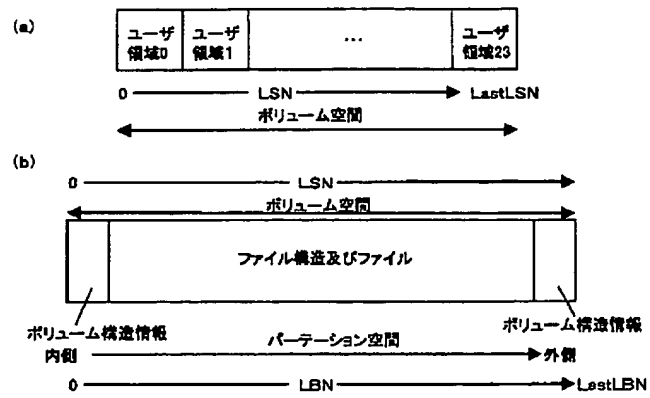 (a)
ユーザ
領域0
ユーザ
領域1
...
ユーザ
領域23
0
LSN
LastLSN
ボリューム空間
(b)
0
LSN
ボリューム空間
ファイル構造及びファイル
ボリューム構造情報
ボリューム構造情報
内側
パーテーション空間
外側
0
LBN
LastLBN